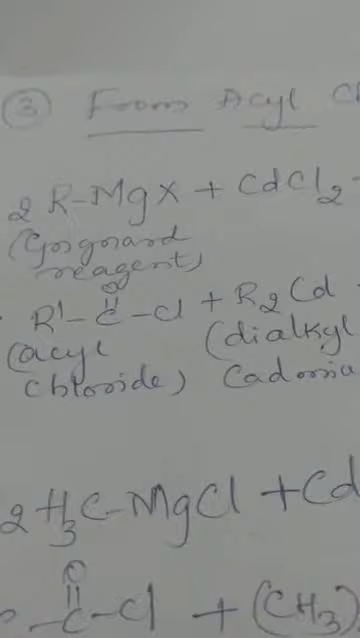 ③ From Acyl
2 R-MgX + CdCl2
(Grignard
reagent)
O
R'-C-Cl + R2Cd
(acyl (dialkyl
chloride) Cadmiu
2 H3C-MgCl + Cd
O
-C-Cl + (CH3)